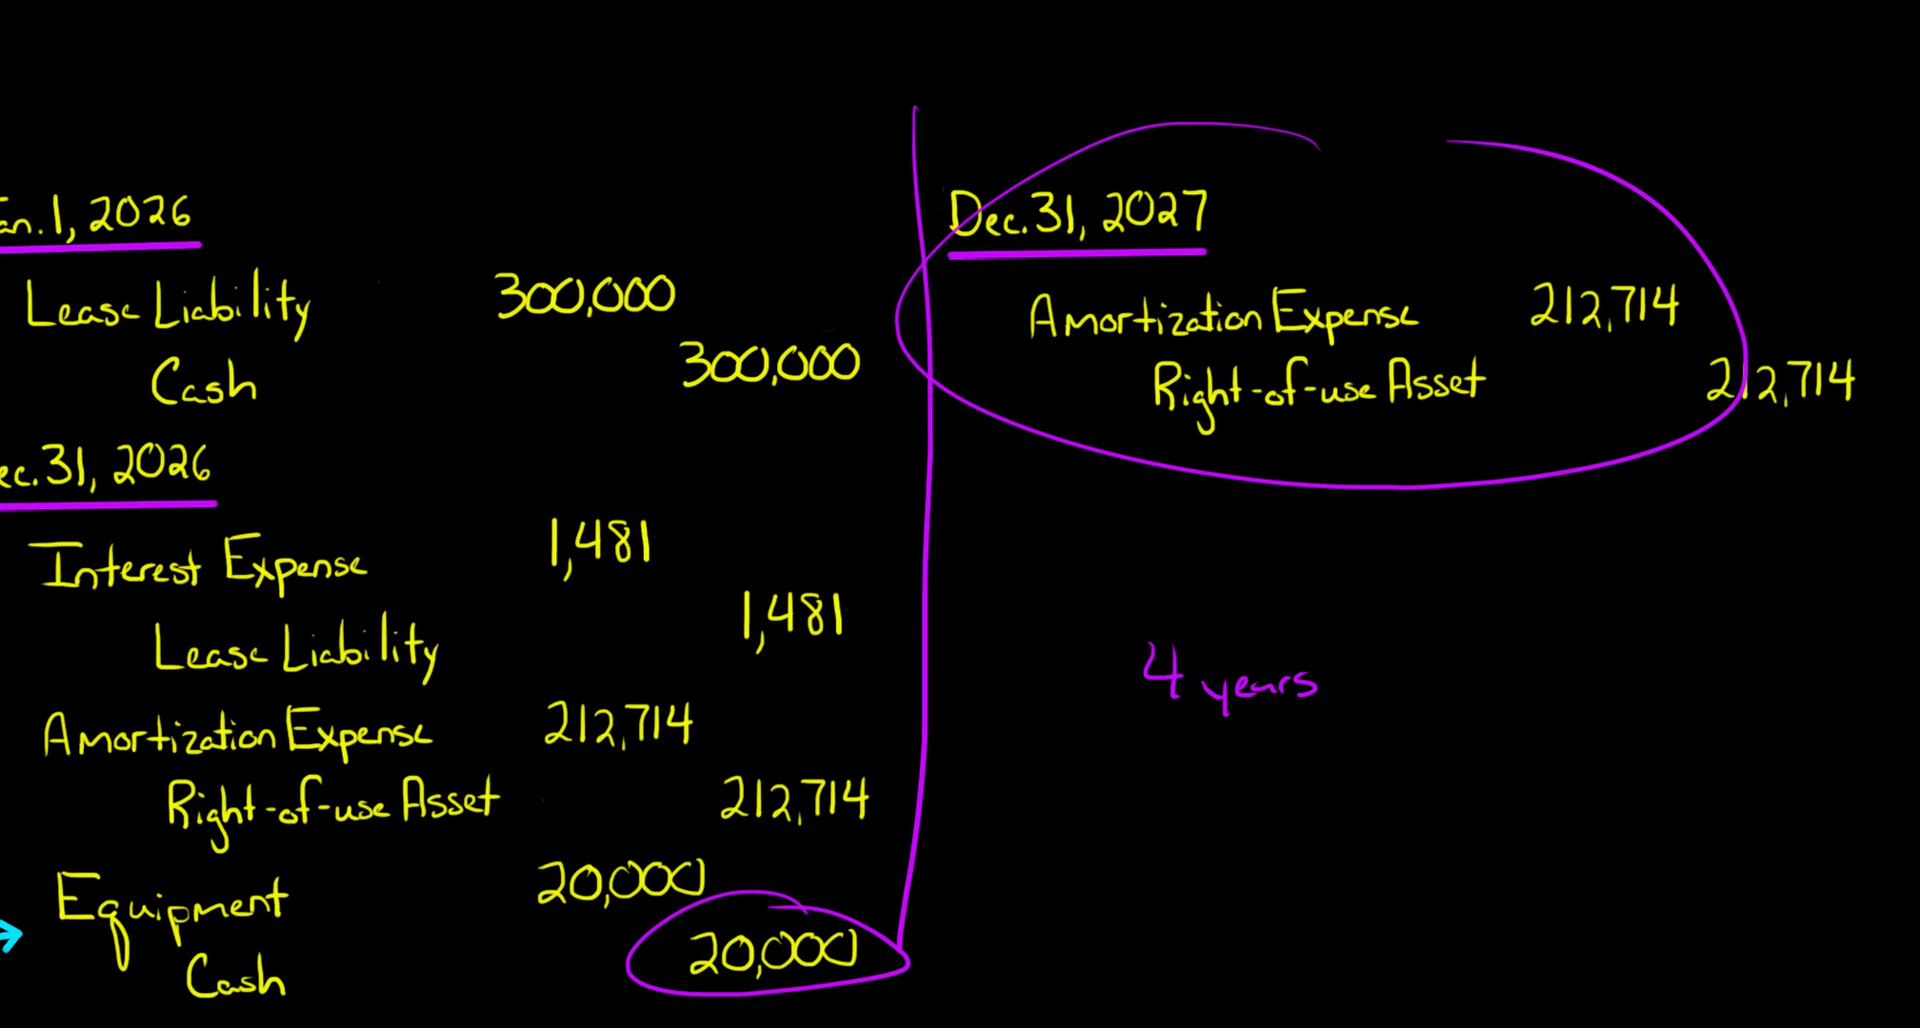 an. 1, 2026
Lease Liability 300,000
Cash 300,000
ec. 31, 2026
Interest Expense 1,481
Lease Liability 1,481
Amortization Expense 212,714
Right-of-use Asset 212,714
Equipment 20,000
Cash 20,000
Dec. 31, 2027
Amortization Expense 212,714
Right-of-use Asset 212,714
4 years